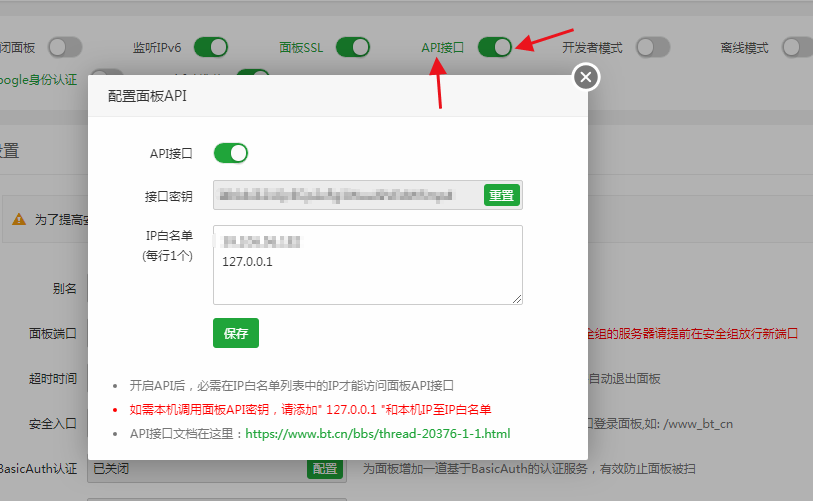 闭面板 监听IPv6 面板SSL API接口 开发者模式 离线模式
oogle身份认证
配置面板API
置
API接口
接口密钥 重置
为了提高安
IP白名单
(每行1个)
127.0.0.1
别名
保存
面板端口 全组的服务器请提前在安全组放行新端口
超时时间 自动退出面板
开启API后，必需在IP白名单列表中的IP才能访问面板API接口
如需本机调用面板API密钥，请添加" 127.0.0.1 "和本机IP至IP白名单
安全入口 口登录面板,如: /www_bt_cn
API接口文档在这里：https://www.bt.cn/bbs/thread-20376-1-1.html
BasicAuth认证 已关闭 配置 为面板增加一道基于BasicAuth的认证服务，有效防止面板被扫